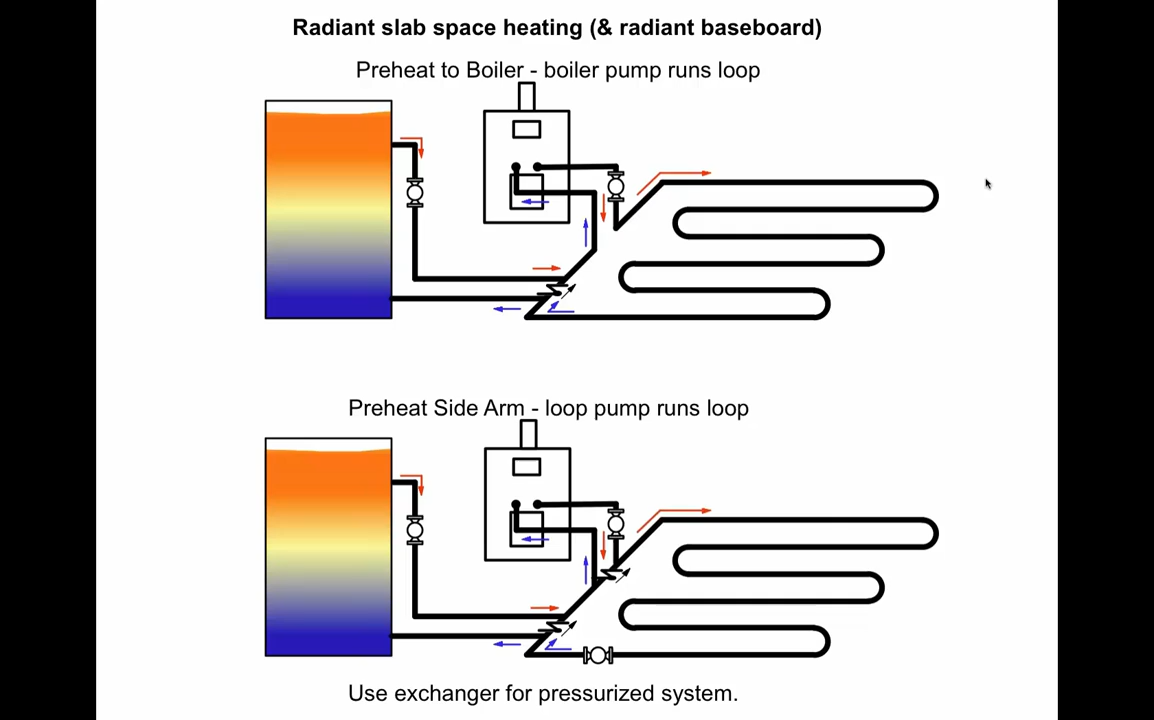 Radiant slab space heating (& radiant baseboard)
Preheat to Boiler - boiler pump runs loop
Preheat Side Arm - loop pump runs loop
Use exchanger for pressurized system.